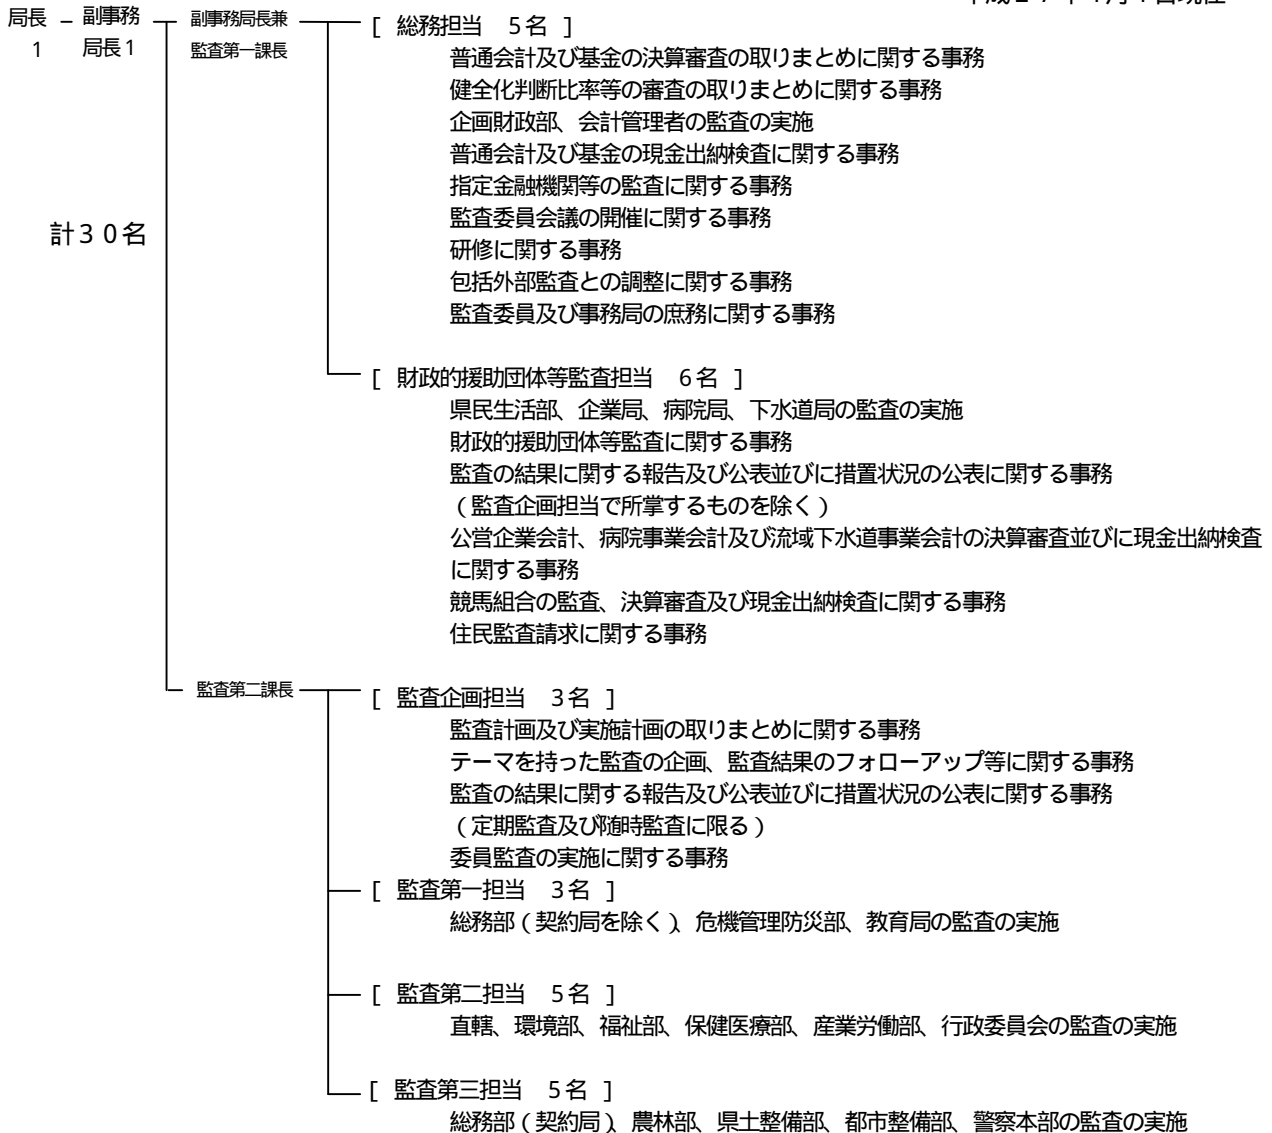 局長 － 副事務 副事務局長兼
1 局長1 監査第一課長
計３０名
[ 総務担当 5名 ]
普通会計及び基金の決算審査の取りまとめに関する事務
健全化判断比率等の審査の取りまとめに関する事務
企画財政部、会計管理者の監査の実施
普通会計及び基金の現金出納検査に関する事務
指定金融機関等の監査に関する事務
監査委員会議の開催に関する事務
研修に関する事務
包括外部監査との調整に関する事務
監査委員及び事務局の庶務に関する事務
[ 財政的援助団体等監査担当 6名 ]
県民生活部、企業局、病院局、下水道局の監査の実施
財政的援助団体等監査に関する事務
監査の結果に関する報告及び公表並びに措置状況の公表に関する事務
（監査企画担当で所掌するものを除く）
公営企業会計、病院事業会計及び流域下水道事業会計の決算審査並びに現金出納検査
に関する事務
競馬組合の監査、決算審査及び現金出納検査に関する事務
住民監査請求に関する事務
監査第二課長
[ 監査企画担当 3名 ]
監査計画及び実施計画の取りまとめに関する事務
テーマを持った監査の企画、監査結果のフォローアップ等に関する事務
監査の結果に関する報告及び公表並びに措置状況の公表に関する事務
（定期監査及び随時監査に限る）
委員監査の実施に関する事務
[ 監査第一担当 3名 ]
総務部（契約局を除く）、危機管理防災部、教育局の監査の実施
[ 監査第二担当 5名 ]
直轄、環境部、福祉部、保健医療部、産業労働部、行政委員会の監査の実施
[ 監査第三担当 5名 ]
総務部（契約局）、農林部、県土整備部、都市整備部、警察本部の監査の実施